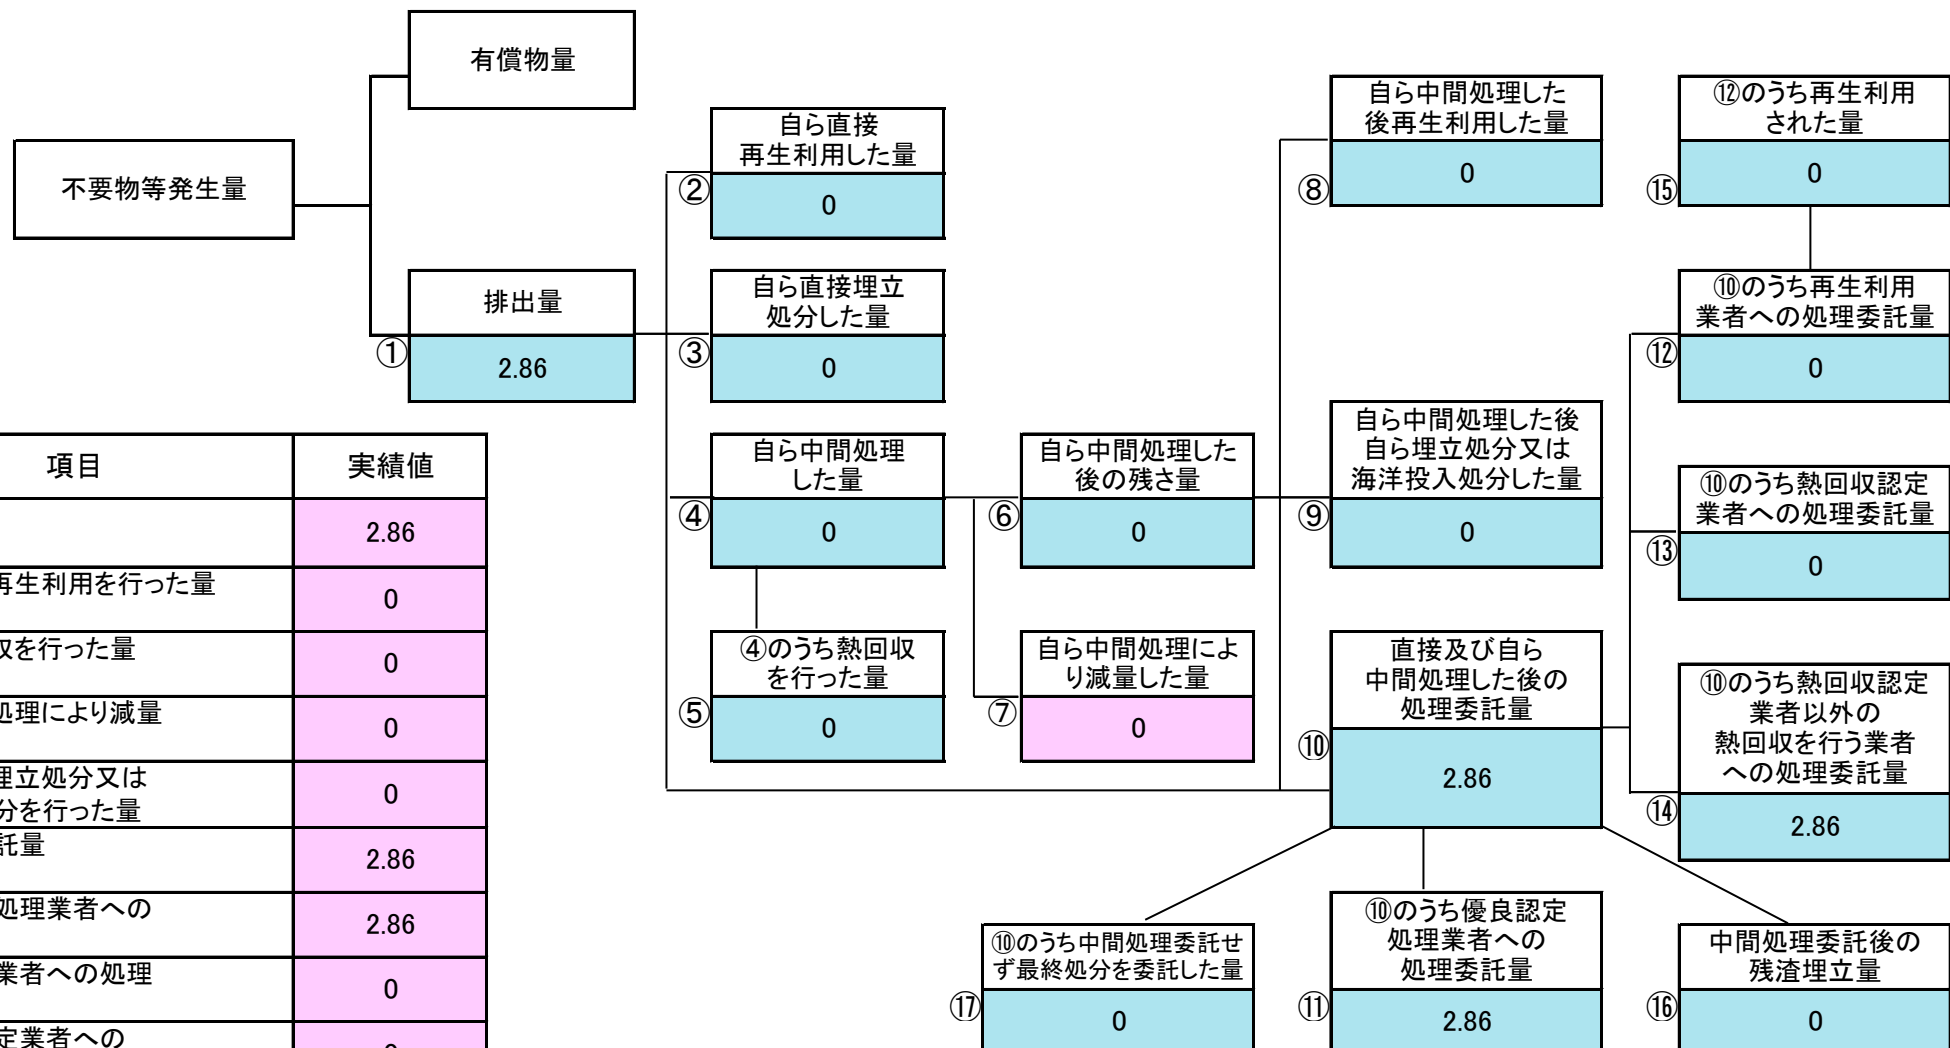 有償物量
不要物等発生量
排出量
①
2.86
自ら直接
再生利用した量
②
0
自ら直接埋立
処分した量
③
0
自ら中間処理
した量
④
0
④のうち熱回収
を行った量
⑤
0
自ら中間処理した
後の残さ量
⑥
0
自ら中間処理によ
り減量した量
⑦
0
自ら中間処理した
後再生利用した量
⑧
0
自ら中間処理した後
自ら埋立処分又は
海洋投入処分した量
⑨
0
直接及び自ら
中間処理した後の
処理委託量
⑩
2.86
⑫のうち再生利用
された量
⑮
0
⑩のうち再生利用
業者への処理委託量
⑫
0
⑩のうち熱回収認定
業者への処理委託量
⑬
0
⑩のうち熱回収認定
業者以外の
熱回収を行う業者
への処理委託量
⑭
2.86
⑩のうち中間処理委託せ
ず最終処分を委託した量
⑰
0
⑩のうち優良認定
処理業者への
処理委託量
⑪
2.86
中間処理委託後の
残渣埋立量
⑯
0
項目 実績値
2.86
再生利用を行った量
0
収を行った量
0
処理により減量
0
埋立処分又は
分を行った量
0
託量
2.86
処理業者への
2.86
業者への処理
0
定業者への
0